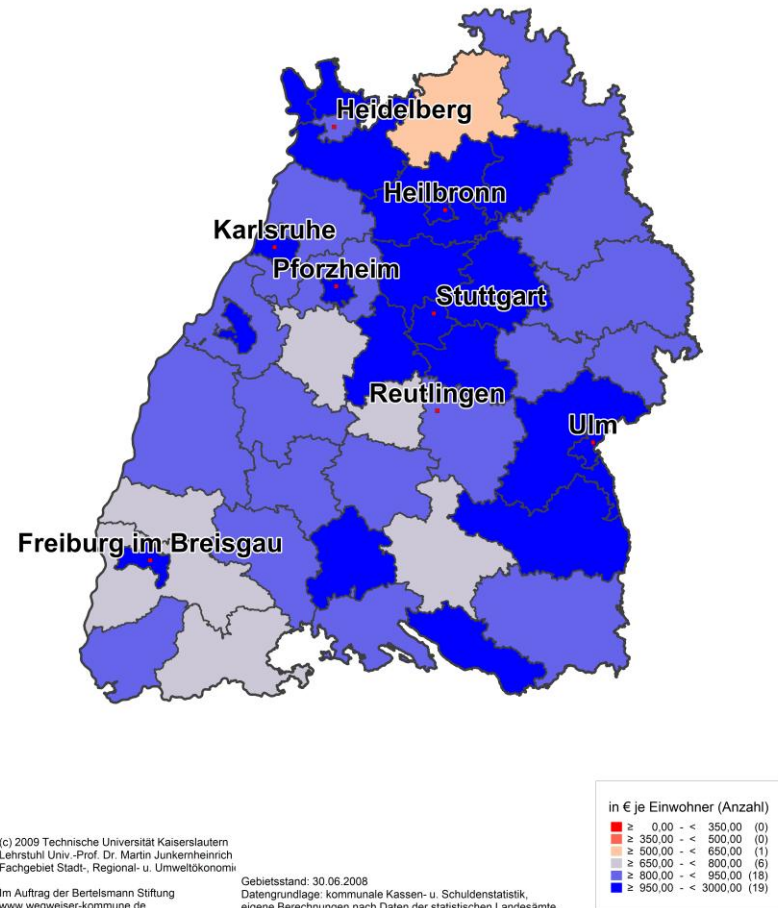 Heidelberg
Heilbronn
Karlsruhe
Pforzheim
Stuttgart
Reutlingen
Ulm
Freiburg im Breisgau
in € je Einwohner (Anzahl)
≥ 0,00 - < 350,00 (0)
≥ 350,00 - < 500,00 (0)
≥ 500,00 - < 650,00 (1)
≥ 650,00 - < 800,00 (6)
≥ 800,00 - < 950,00 (18)
≥ 950,00 - < 3000,00 (19)
(c) 2009 Technische Universität Kaiserslautern
Lehrstuhl Univ.-Prof. Dr. Martin Junkernheinrich
Fachgebiet Stadt-, Regional- u. Umweltökonomi
Im Auftrag der Bertelsmann Stiftung
www.wegweiser-kommune.de
Gebietsstand: 30.06.2008
Datengrundlage: kommunale Kassen- u. Schuldenstatistik,
eigene Berechnungen nach Daten der statistischen Landesämte